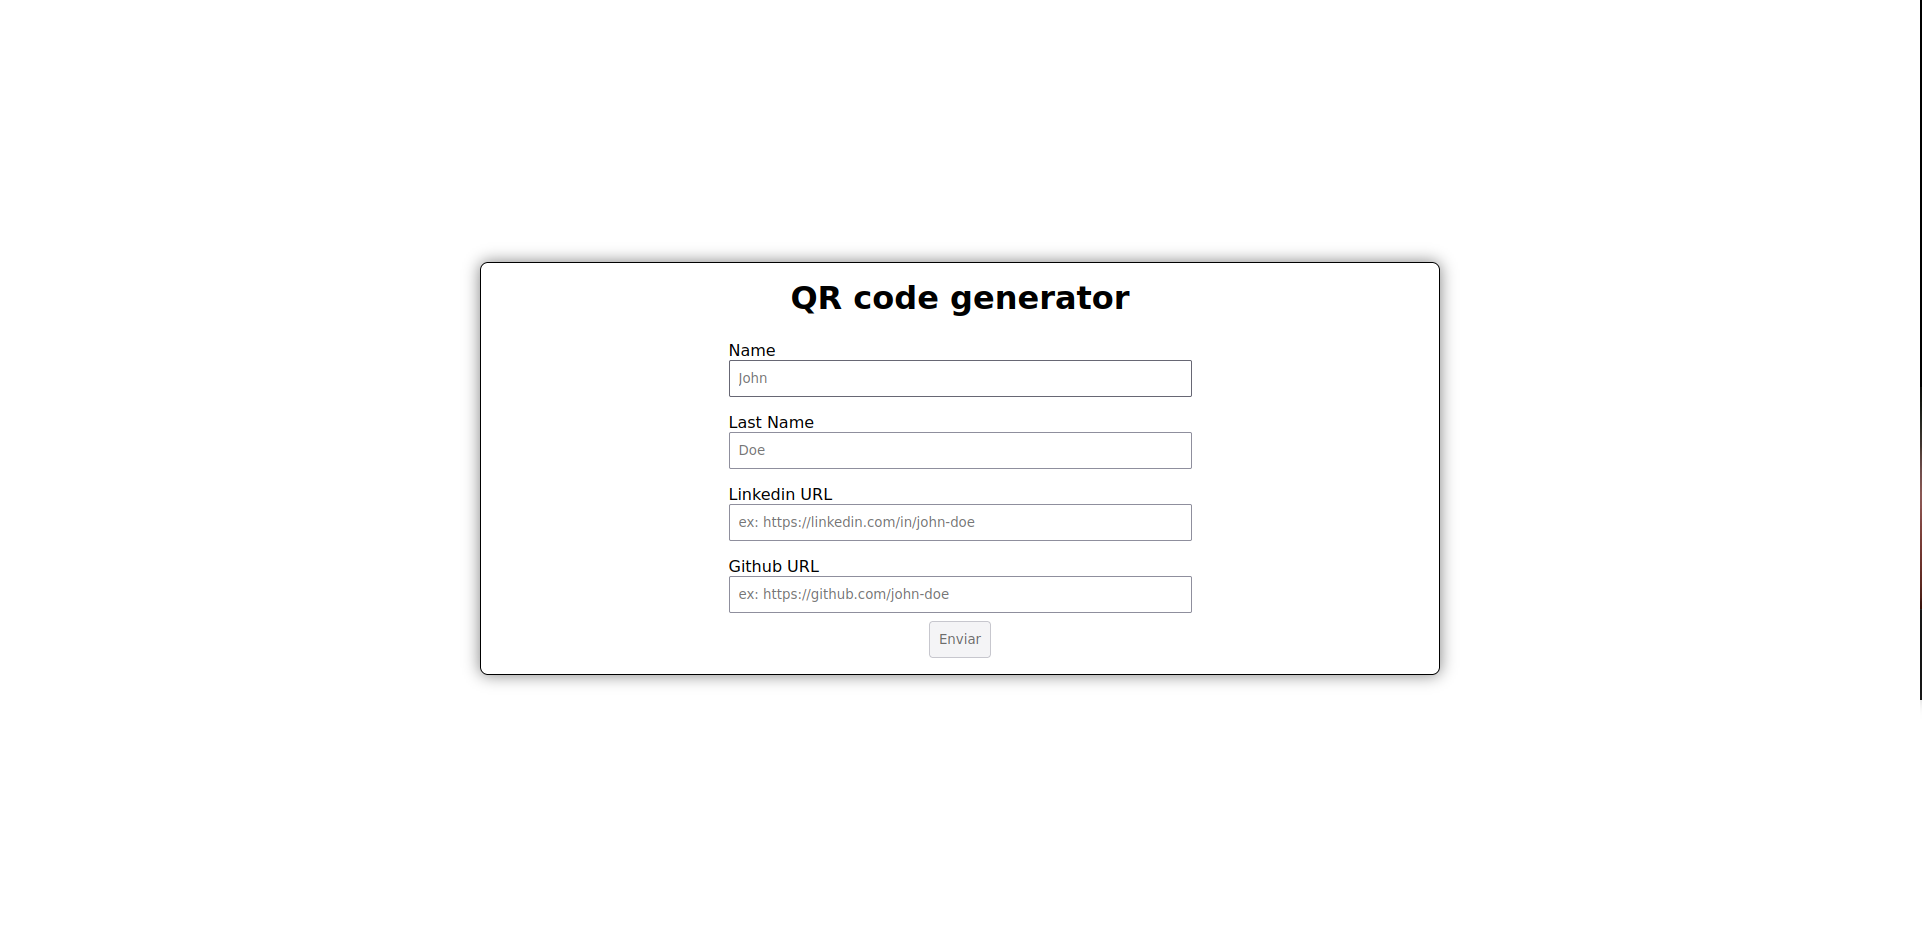 QR code generator
Name
John
Last Name
Doe
Linkedin URL
ex: https://linkedin.com/in/john-doe
Github URL
ex: https://github.com/john-doe
Enviar